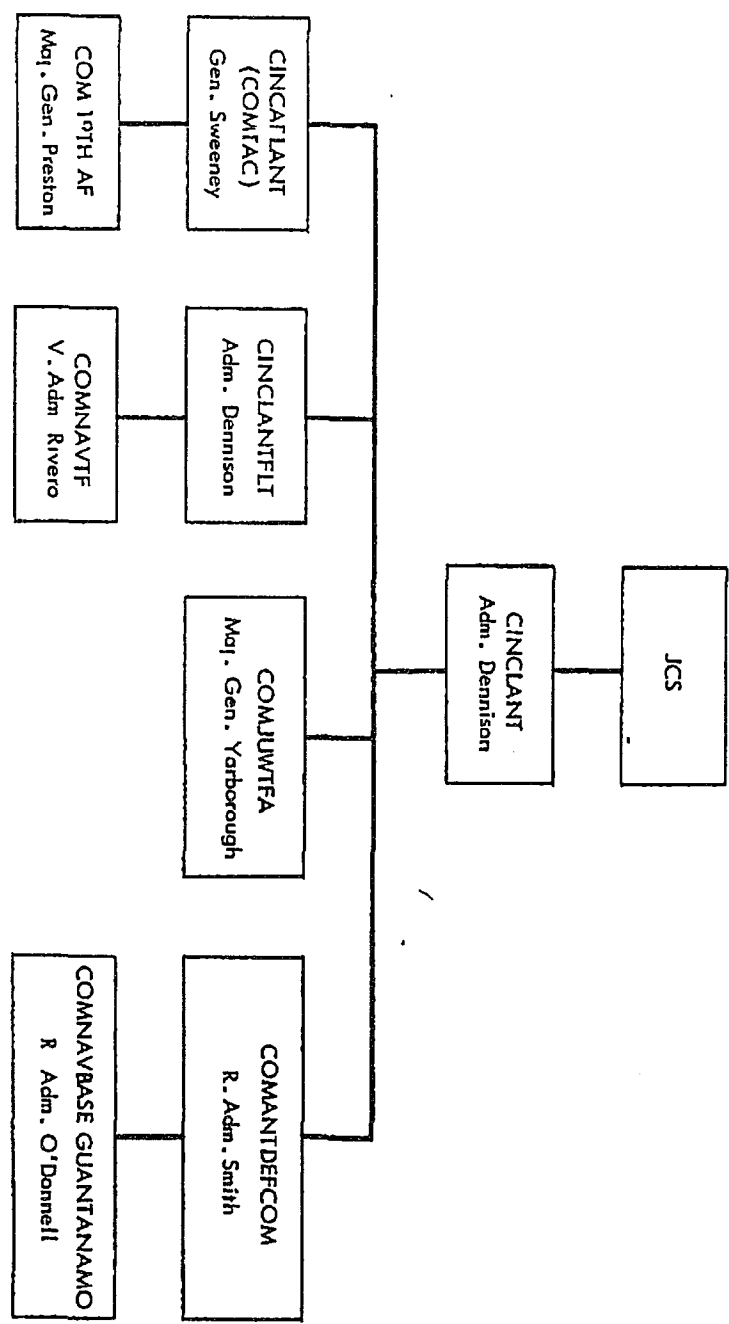 JCS
CINCLANT
Adm. Dennison
CINCAFLANT
(COMTAC)
Gen. Sweeney
CINCLANTFLT
Adm. Dennison
COMJUWTFA
Maj. Gen. Yarborough
COMANTDEFCOM
R. Adm. Smith
COM 19TH AF
Maj. Gen. Preston
COMNAVTF
V. Adm Rivero
COMNAVBASE GUANTANAMO
R Adm. O'Donnell